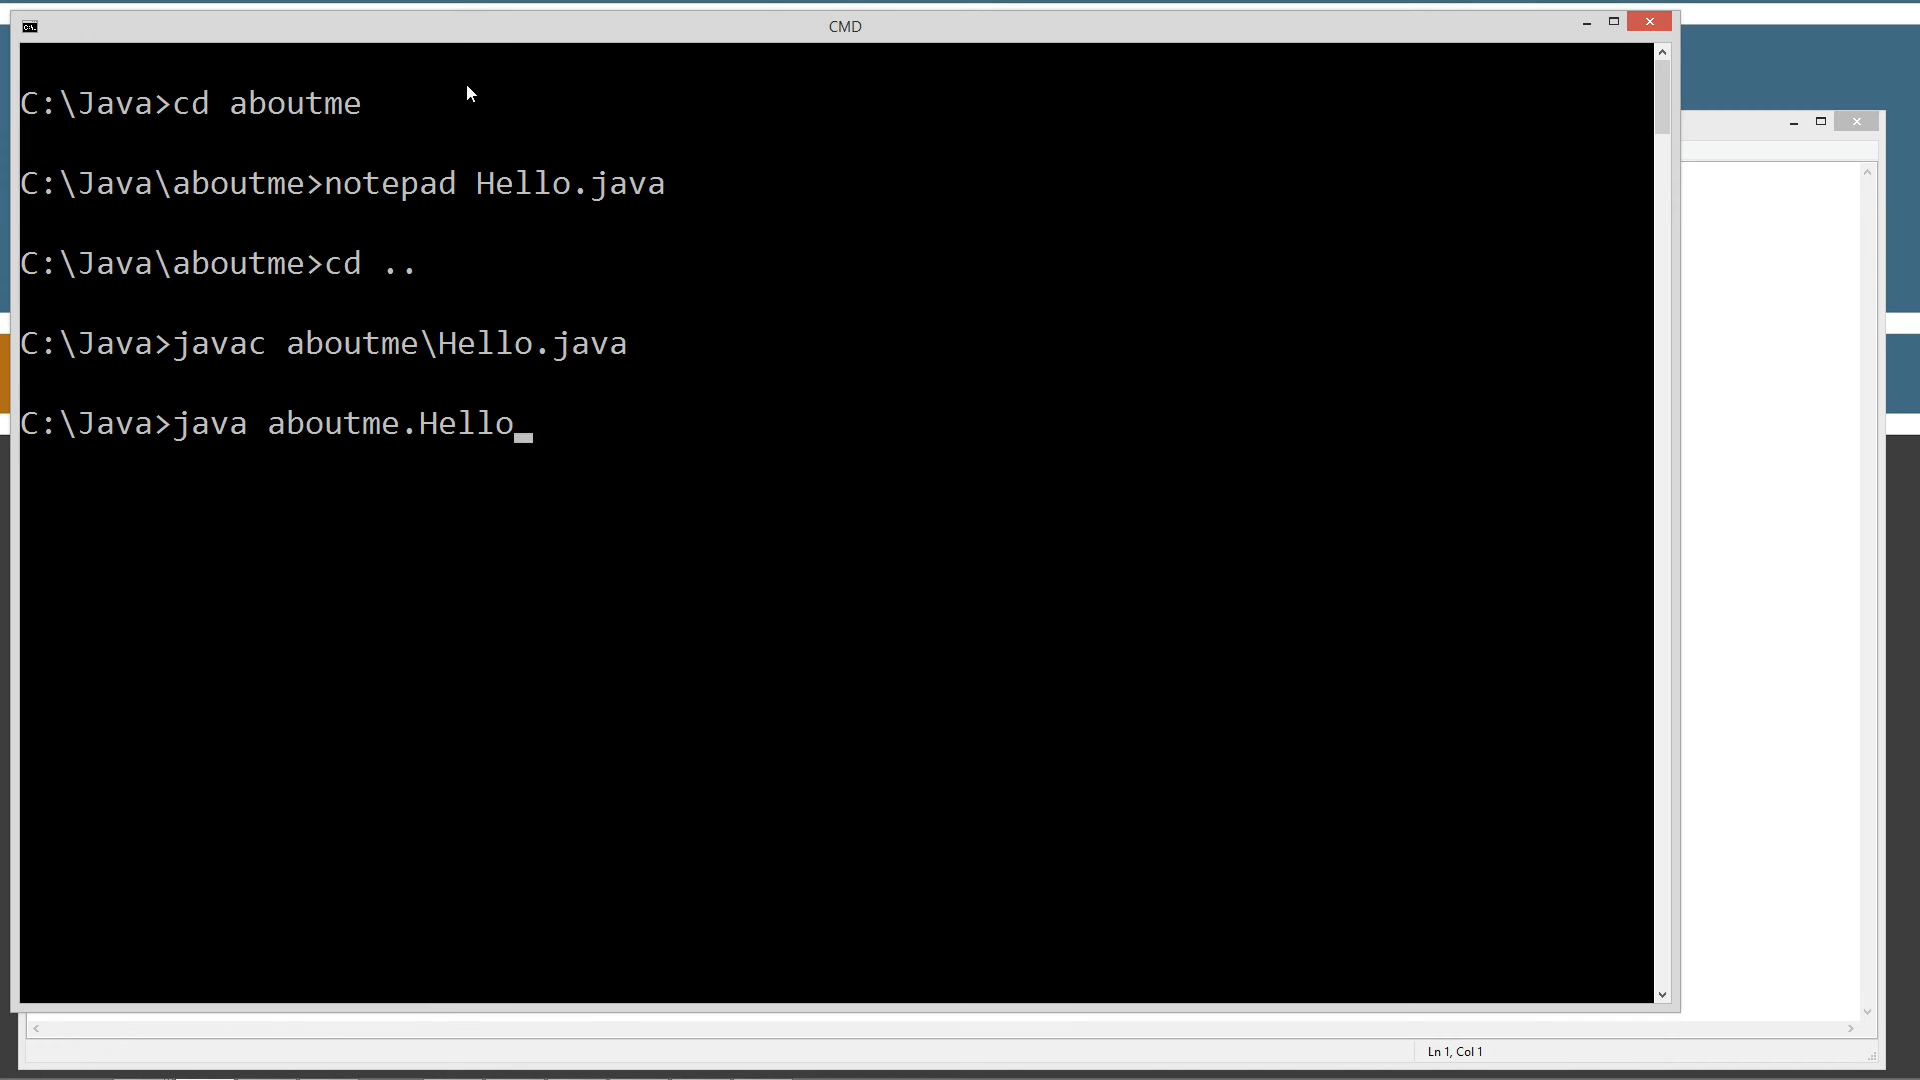 CMD
C:\Java>cd aboutme
C:\Java\aboutme>notepad Hello.java
C:\Java\aboutme>cd ..
C:\Java>javac aboutme\Hello.java
C:\Java>java aboutme.Hello
Ln 1, Col 1